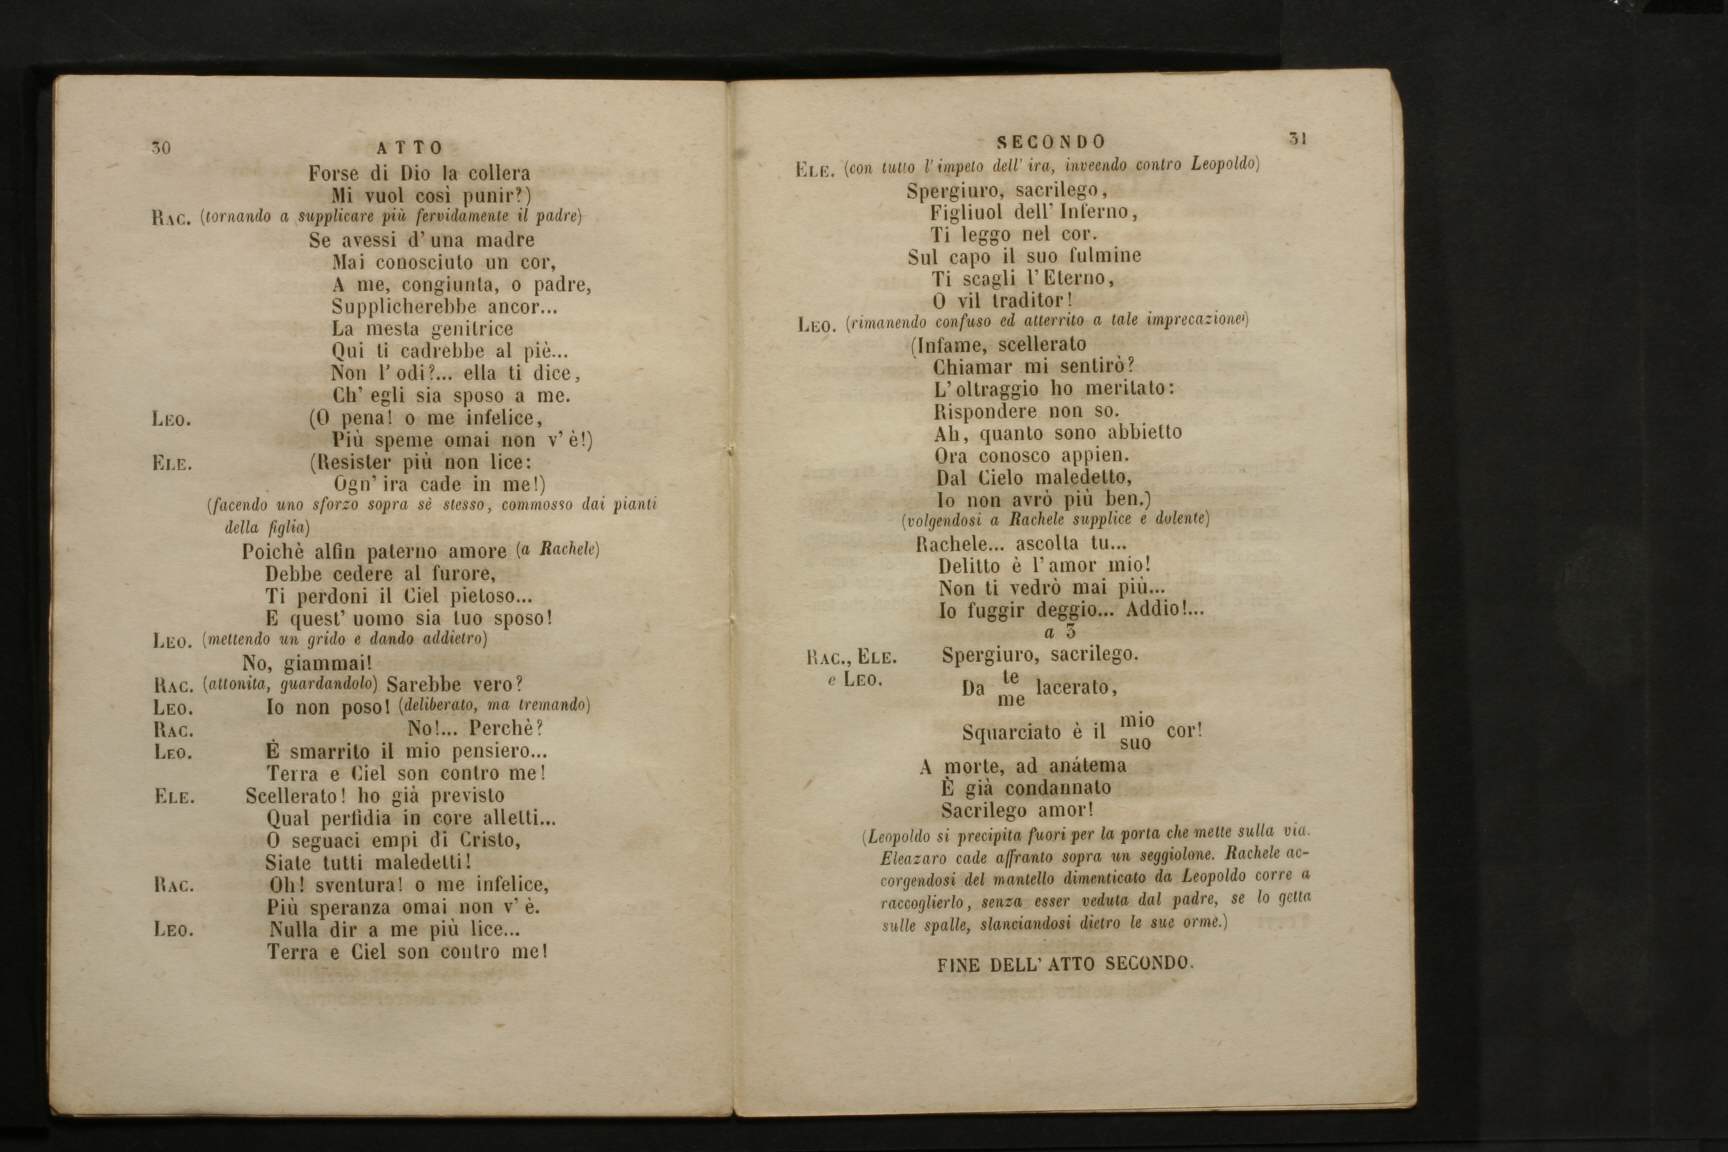 30
ATTO
Forse di Dio la collera
Mi vuol così punir?)
RAC. (tornando a supplicare più fervidamente il padre)
Se avessi d'una madre
Mai conosciuto un cor,
A me, congiunta, o padre,
Supplicherebbe ancor...
La mesta genitrice
Qui ti cadrebbe al piè...
Non l'odi?... ella ti dice,
Ch'egli sia sposo a me.
LEO. (O pena! o me infelice,
Più speme omai non v'è!)
ELE. (Resister più non lice:
Ogn'ira cade in me!)
(facendo uno sforzo sopra sè stesso, commosso dai pianti
della figlia)
Poichè alfin paterno amore (a Rachele)
Debbe cedere al furore,
Ti perdoni il Ciel pietoso...
E quest'uomo sia tuo sposo!
LEO. (mettendo un grido e dando addietro)
No, giammai!
RAC. (attonita, guardandolo) Sarebbe vero?
LEO. Io non poso! (deliberato, ma tremando)
RAC. No!... Perchè?
LEO. È smarrito il mio pensiero...
Terra e Ciel son contro me!
ELE. Scellerato! ho già previsto
Qual perfidia in core alletti...
O seguaci empi di Cristo,
Siate tutti maledetti!
RAC. Oh! sventura! o me infelice,
Più speranza omai non v'è.
LEO. Nulla dir a me più lice...
Terra e Ciel son contro me!
SECONDO
31
ELE. (con tutto l'impeto dell'ira, inveendo contro Leopoldo)
Spergiuro, sacrilego,
Figliuol dell'Inferno,
Ti leggo nel cor.
Sul capo il suo fulmine
Ti scagli l'Eterno,
O vil traditor!
LEO. (rimanendo confuso ed atterrito a tale imprecazione)
(Infame, scellerato
Chiamar mi sentirò?
L'oltraggio ho meritato:
Rispondere non so.
Ah, quanto sono abbietto
Ora conosco appien.
Dal Cielo maledetto,
Io non avrò più ben.)
(volgendosi a Rachele supplice e dolente)
Rachele... ascolta tu...
Delitto è l'amor mio!
Non ti vedrò mai più...
Io fuggir deggio... Addio!...
a 3
RAC., ELE. Spergiuro, sacrilego.
e LEO. Da te lacerato,
me
Squarciato è il mio cor!
suo
A morte, ad anátema
È già condannato
Sacrilego amor!
(Leopoldo si precipita fuori per la porta che mette sulla via.
Eleazaro cade affranto sopra un seggiolone. Rachele ac-
corgendosi del mantello dimenticato da Leopoldo corre a
raccoglierlo, senza esser veduta dal padre, se lo getta
sulle spalle, slanciandosi dietro le sue orme.)
FINE DELL'ATTO SECONDO.